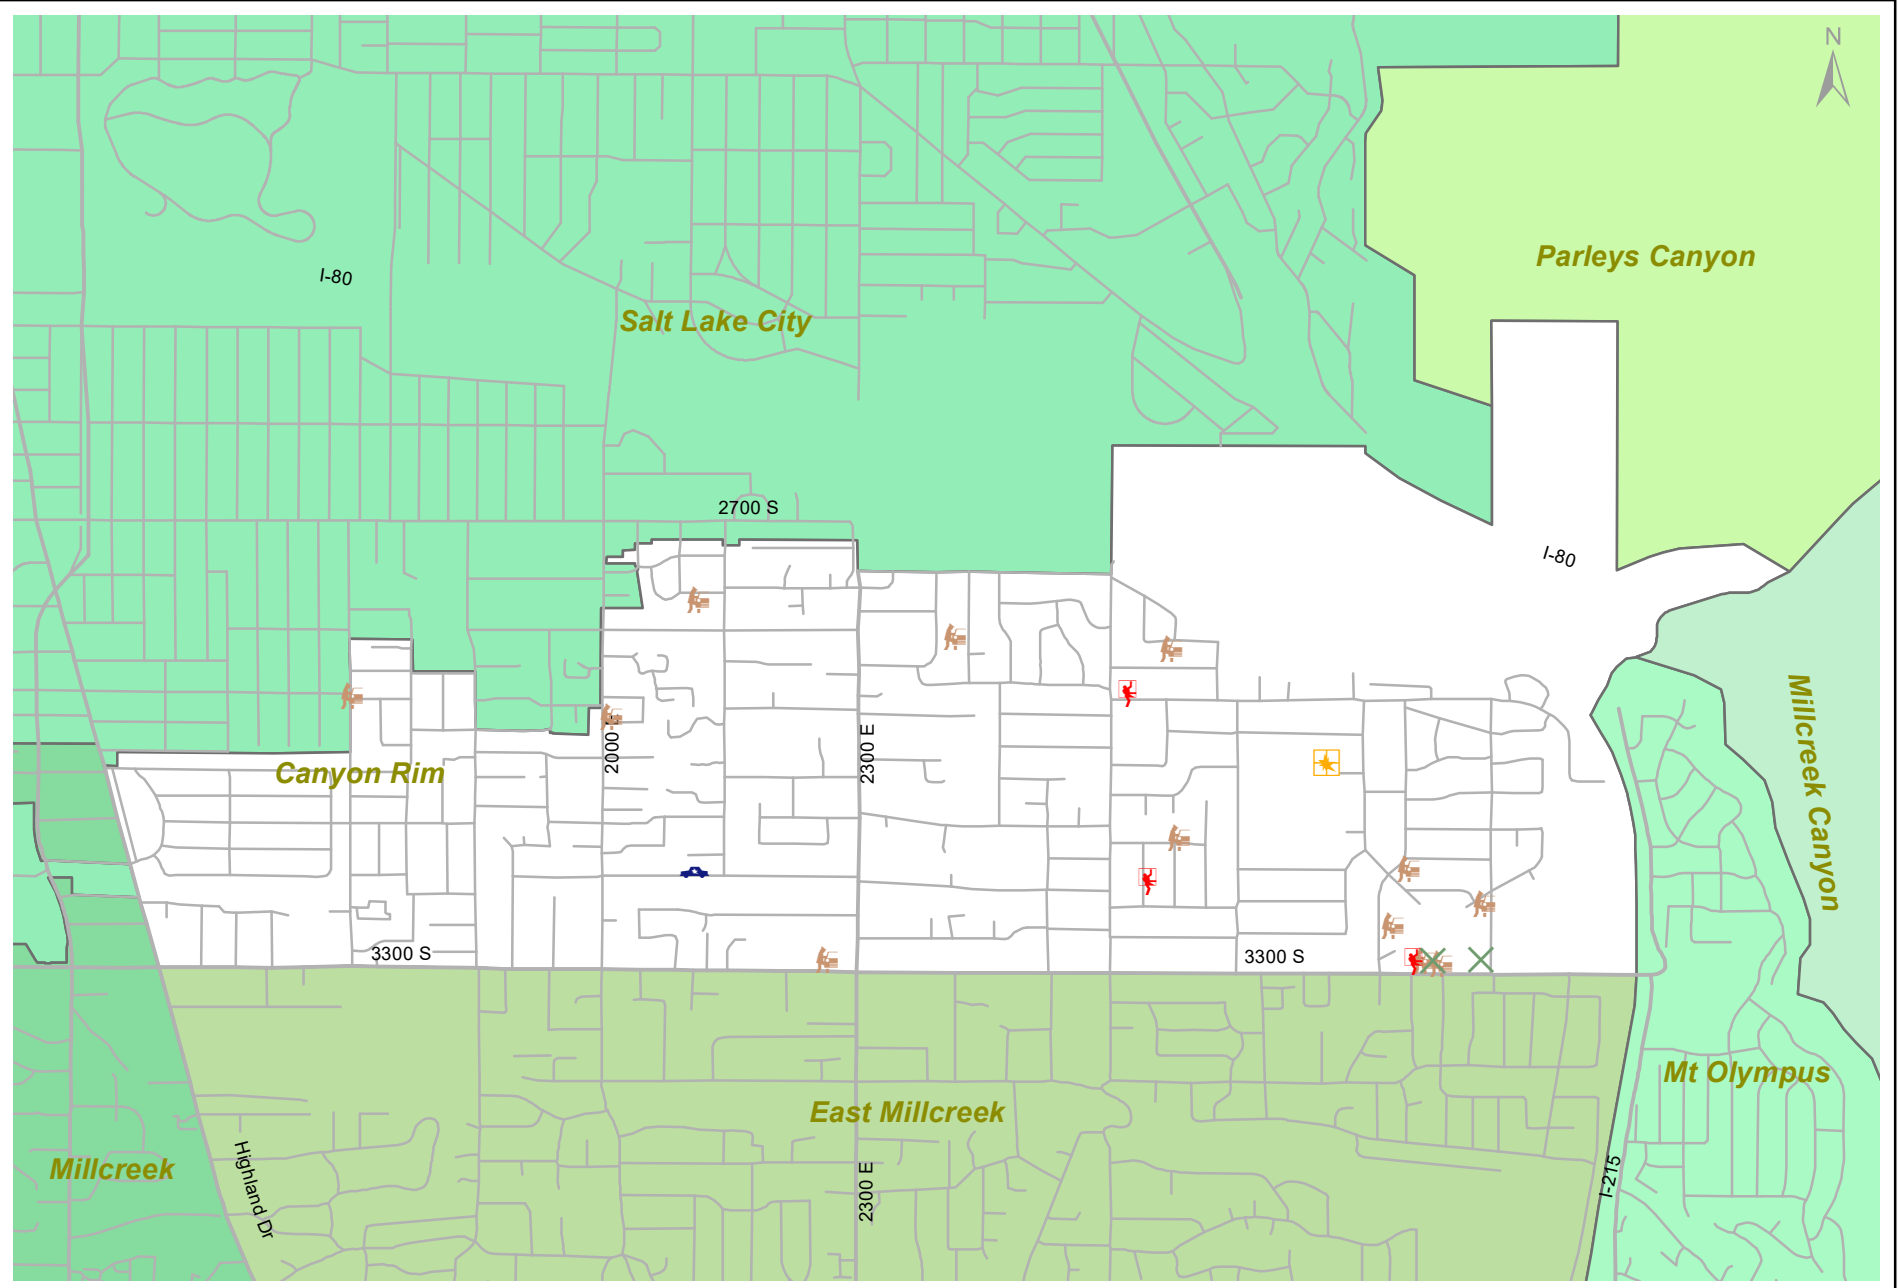 N
Parleys Canyon
I-80
Salt Lake City
2700 S
I-80
Millcreek Canyon
2000 E
2300 E
Canyon Rim
3300 S
3300 S
Mt Olympus
East Millcreek
Millcreek
Highland Dr
2300 E
I-215